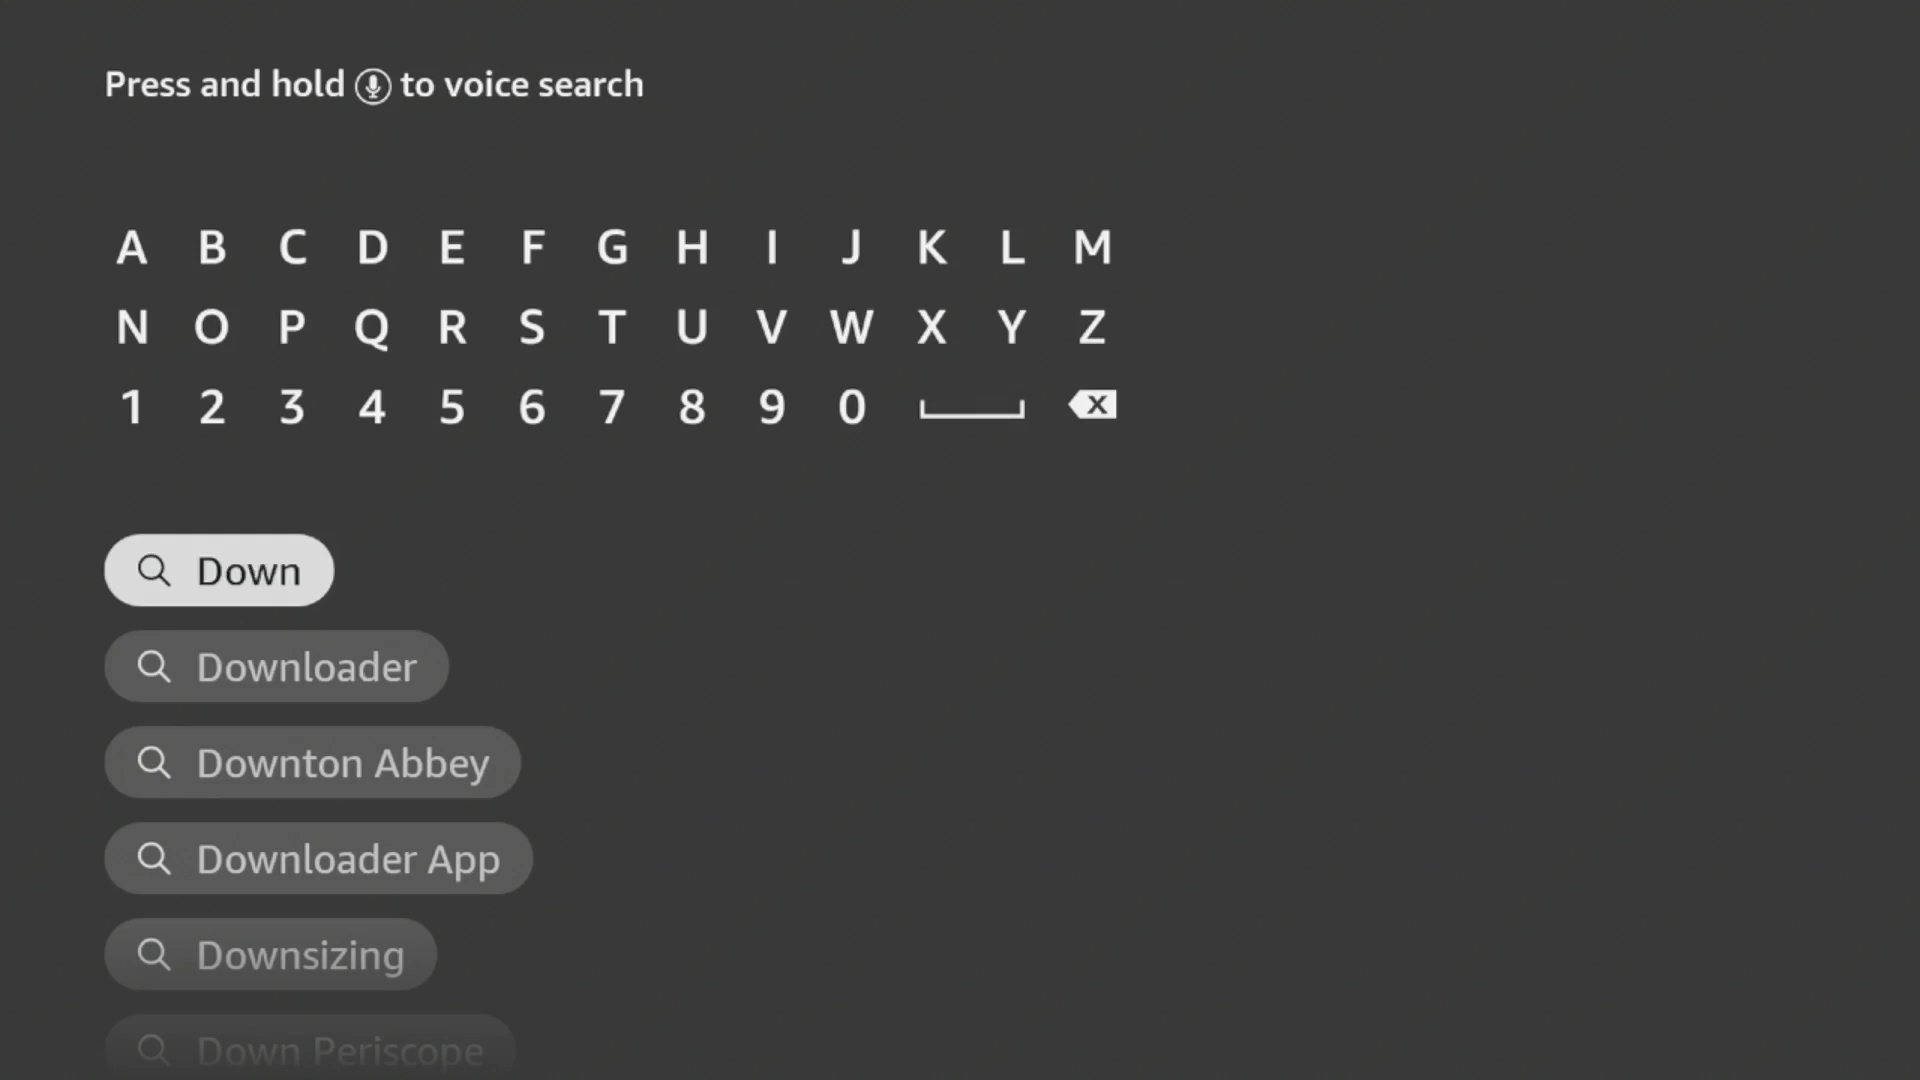 Press and hold to voice search
A B C D E F G H I J K L M
N O P Q R S T U V W X Y Z
1 2 3 4 5 6 7 8 9 0
Down
Downloader
Downton Abbey
Downloader App
Downsizing
Down Periscope